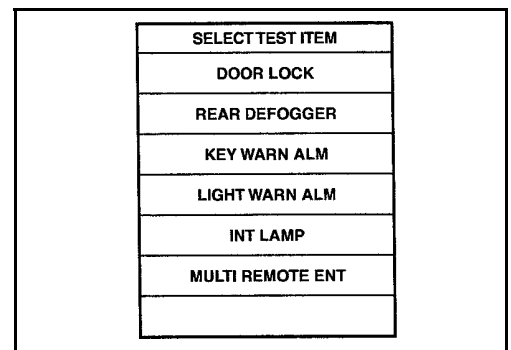 SELECT TEST ITEM
DOOR LOCK
REAR DEFOGGER
KEY WARN ALM
LIGHT WARN ALM
INT LAMP
MULTI REMOTE ENT